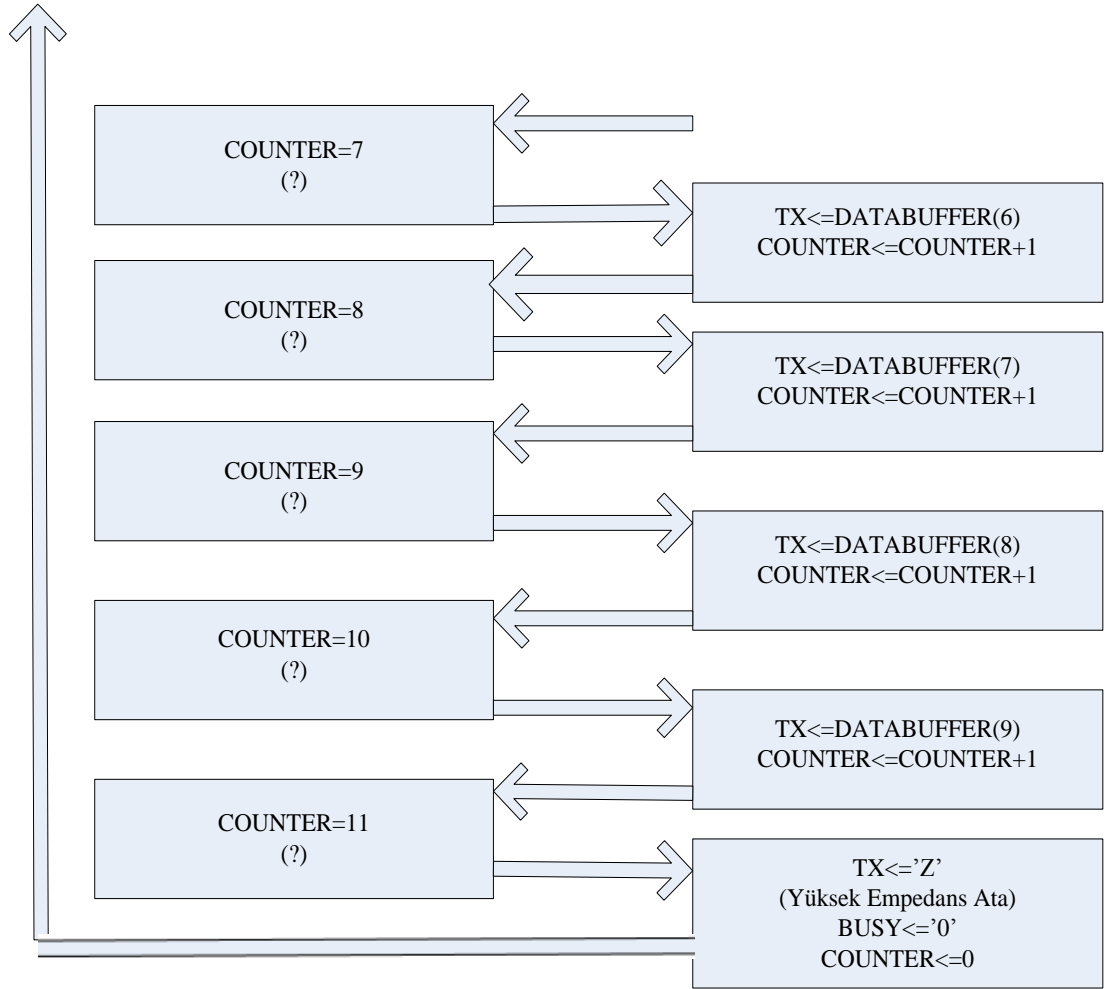 COUNTER=7
(?)
TX<=DATABUFFER(6)
COUNTER<=COUNTER+1
COUNTER=8
(?)
TX<=DATABUFFER(7)
COUNTER<=COUNTER+1
COUNTER=9
(?)
TX<=DATABUFFER(8)
COUNTER<=COUNTER+1
COUNTER=10
(?)
TX<=DATABUFFER(9)
COUNTER<=COUNTER+1
COUNTER=11
(?)
TX<=’Z’
(Yüksek Empedans Ata)
BUSY<=’0’
COUNTER<=0